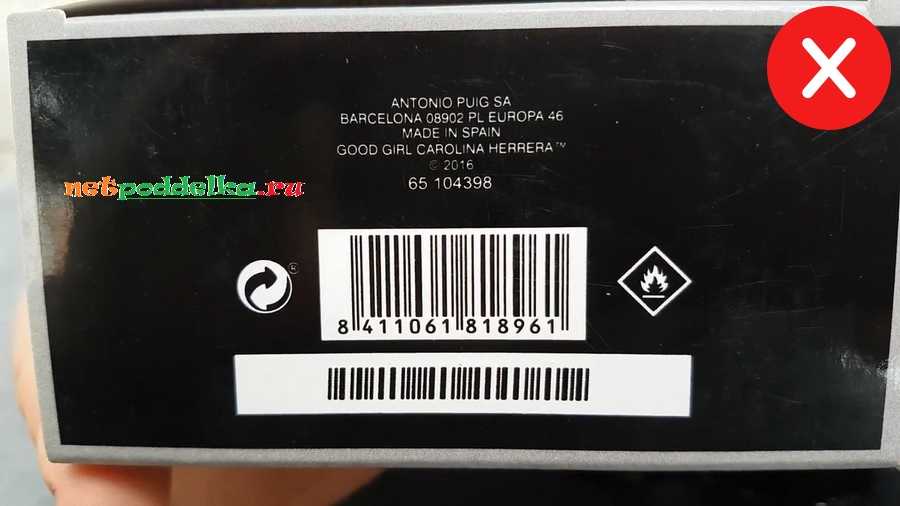 ANTONIO PUIG SA
BARCELONA 08902 PL EUROPA 46
MADE IN SPAIN
GOOD GIRL CAROLINA HERRERA™
© 2016
65 104398
netpoddelka.ru
®
8 411061 818961